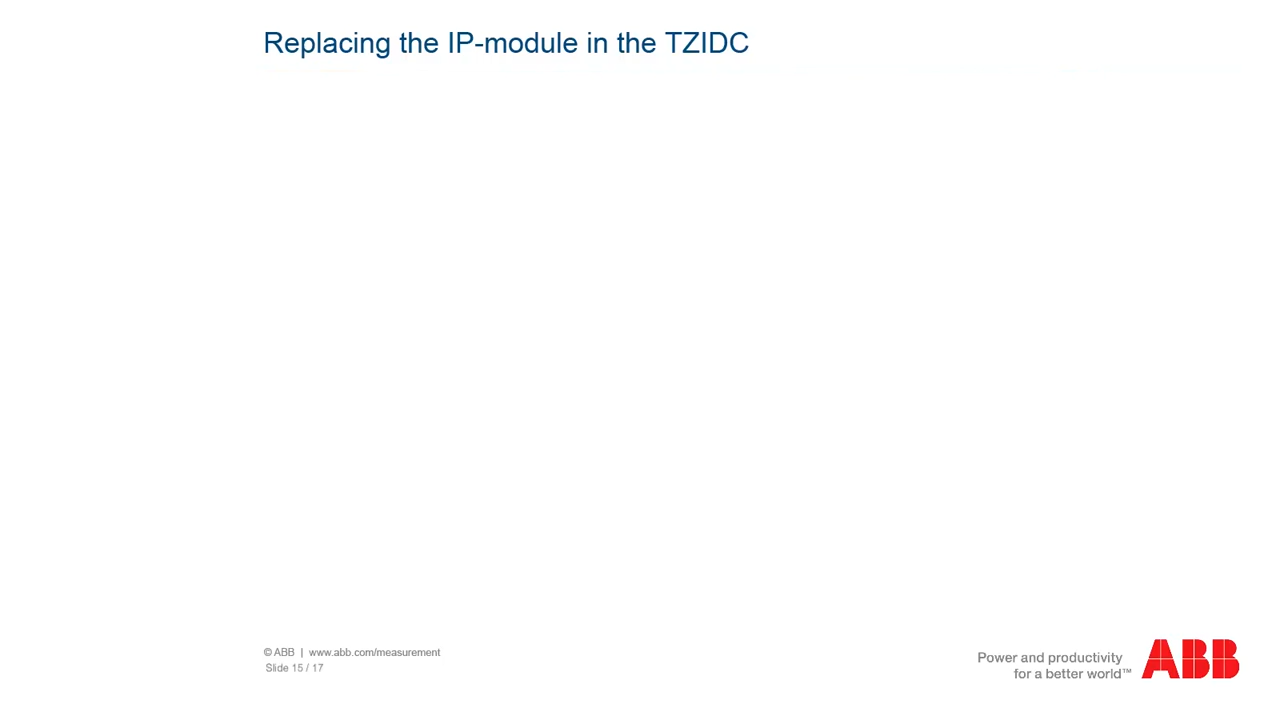 Replacing the IP-module in the TZIDC
© ABB | www.abb.com/measurement
Slide 15 / 17
Power and productivity
for a better world™
ABB